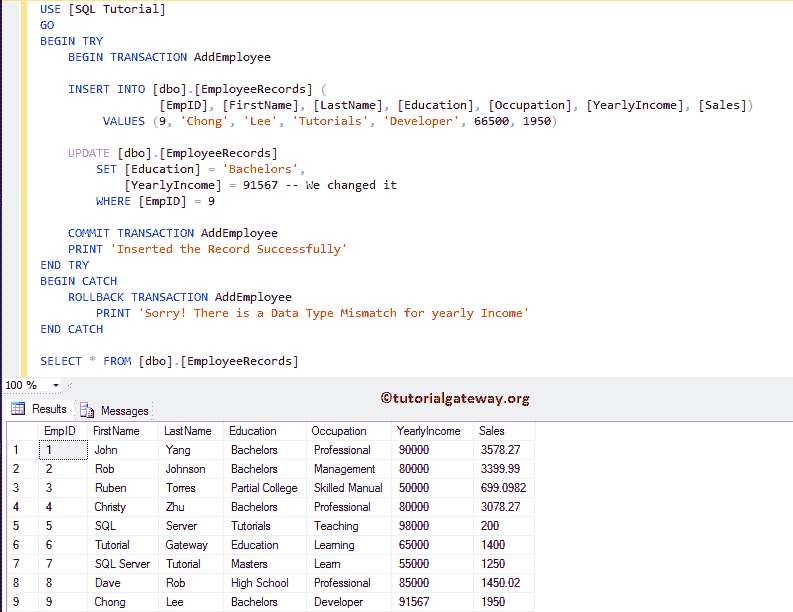 USE [SQL Tutorial]
GO
BEGIN TRY
BEGIN TRANSACTION AddEmployee
INSERT INTO [dbo].[EmployeeRecords] (
[EmpID], [FirstName], [LastName], [Education], [Occupation], [YearlyIncome], [Sales])
VALUES (9, 'Chong', 'Lee', 'Tutorials', 'Developer', 66500, 1950)
UPDATE [dbo].[EmployeeRecords]
SET [Education] = 'Bachelors',
[YearlyIncome] = 91567 -- We changed it
WHERE [EmpID] = 9
COMMIT TRANSACTION AddEmployee
PRINT 'Inserted the Record Successfully'
END TRY
BEGIN CATCH
ROLLBACK TRANSACTION AddEmployee
PRINT 'Sorry! There is a Data Type Mismatch for yearly Income'
END CATCH
SELECT * FROM [dbo].[EmployeeRecords]
100 %
©tutorialgateway.org
Results Messages
EmpID FirstName LastName Education Occupation YearlyIncome Sales
1 1 John Yang Bachelors Professional 90000 3578.27
2 2 Rob Johnson Bachelors Management 80000 3399.99
3 3 Ruben Torres Partial College Skilled Manual 50000 699.0982
4 4 Christy Zhu Bachelors Professional 80000 3078.27
5 5 SQL Server Tutorials Teaching 98000 200
6 6 Tutorial Gateway Education Learning 65000 1400
7 7 SQL Server Tutorial Masters Learn 55000 1250
8 8 Dave Rob High School Professional 85000 1450.02
9 9 Chong Lee Bachelors Developer 91567 1950